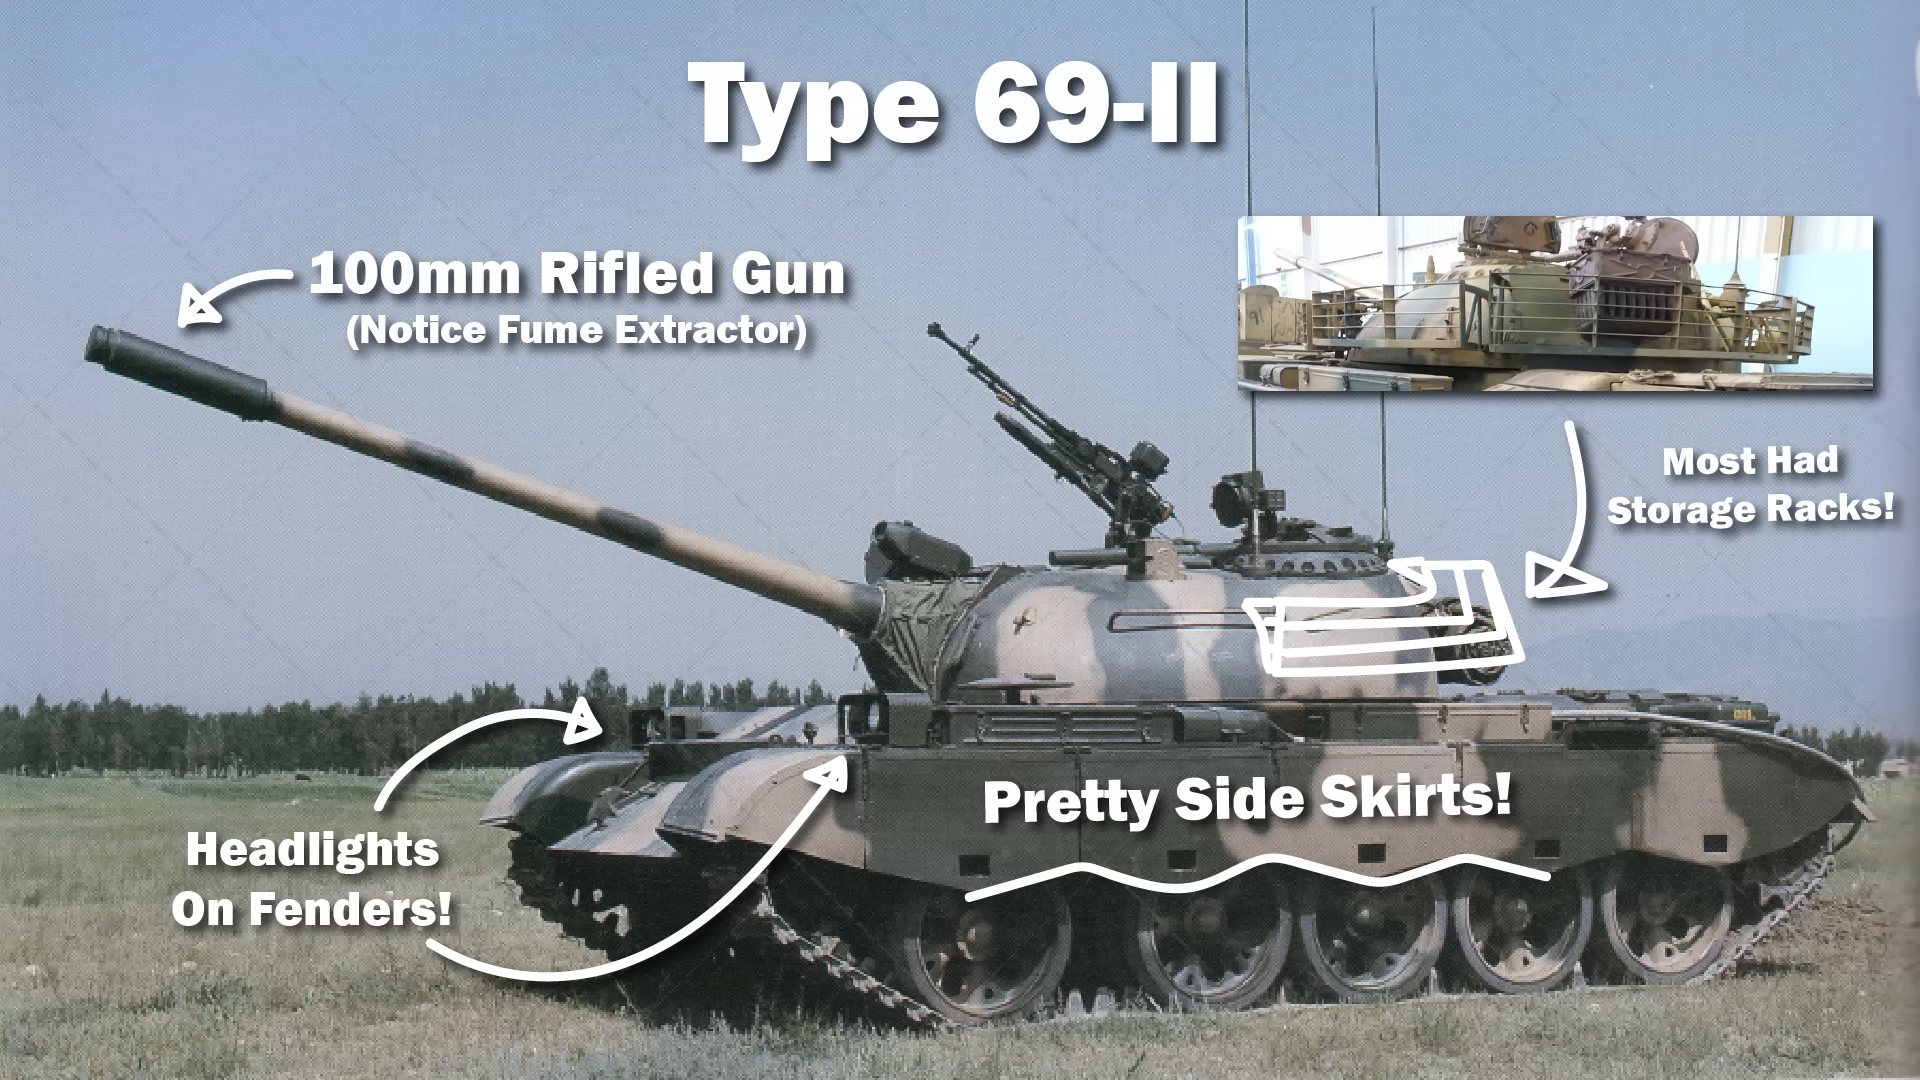 Type 69-II
100mm Rifled Gun
(Notice Fume Extractor)
Most Had
Storage Racks!
Pretty Side Skirts!
Headlights
On Fenders!